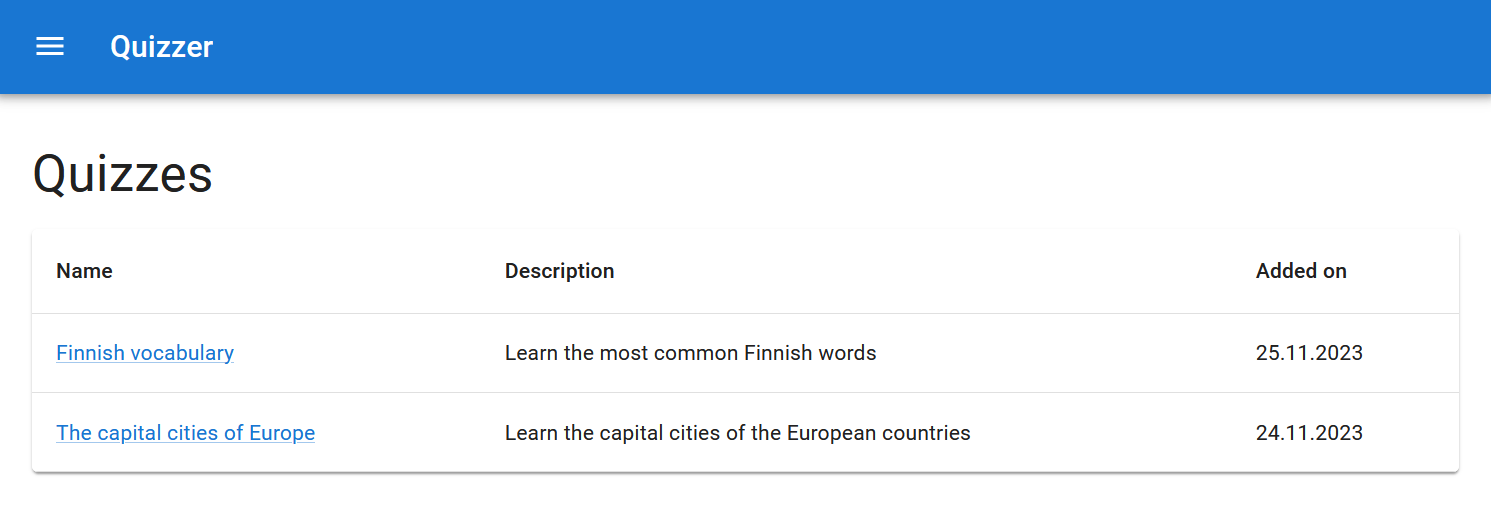 Quizzer
Quizzes
Name Description Added on
Finnish vocabulary Learn the most common Finnish words 25.11.2023
The capital cities of Europe Learn the capital cities of the European countries 24.11.2023